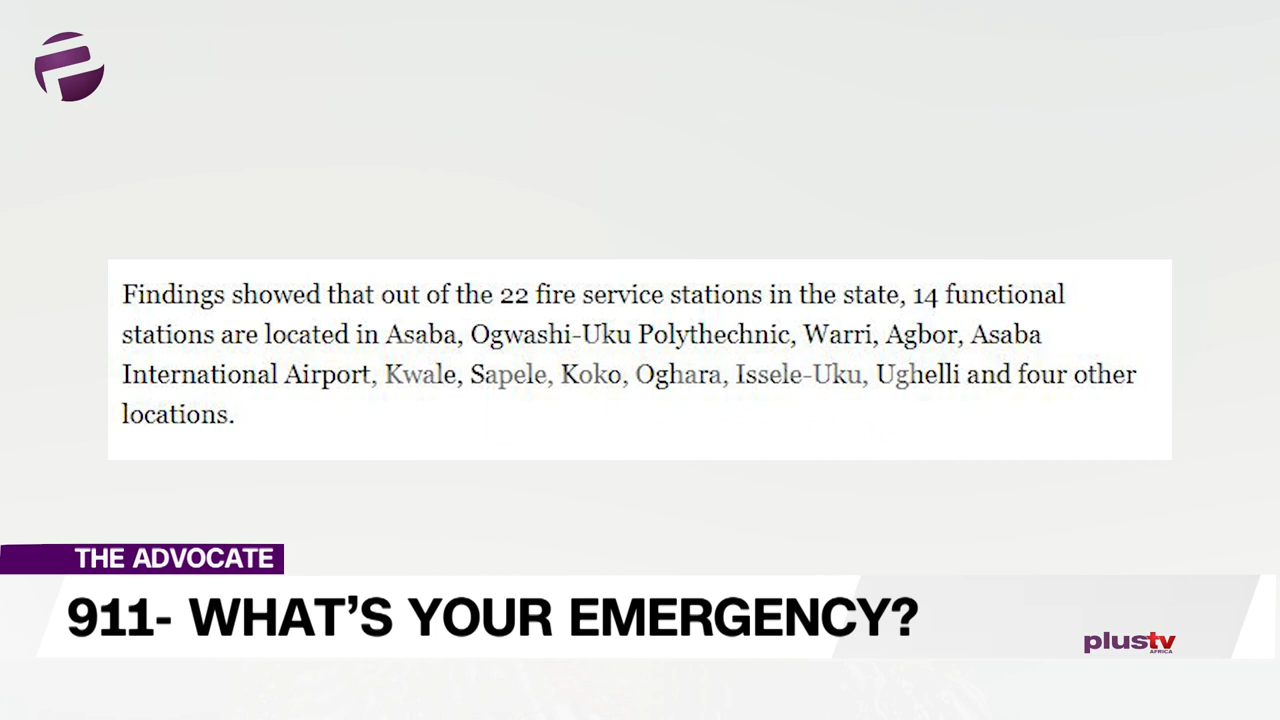 Findings showed that out of the 22 fire service stations in the state, 14 functional
stations are located in Asaba, Ogwashi-Uku Polythechnic, Warri, Agbor, Asaba
International Airport, Kwale, Sapele, Koko, Oghara, Issele-Uku, Ughelli and four other
locations.
THE ADVOCATE
911- WHAT’S YOUR EMERGENCY?
plustv
AFRICA